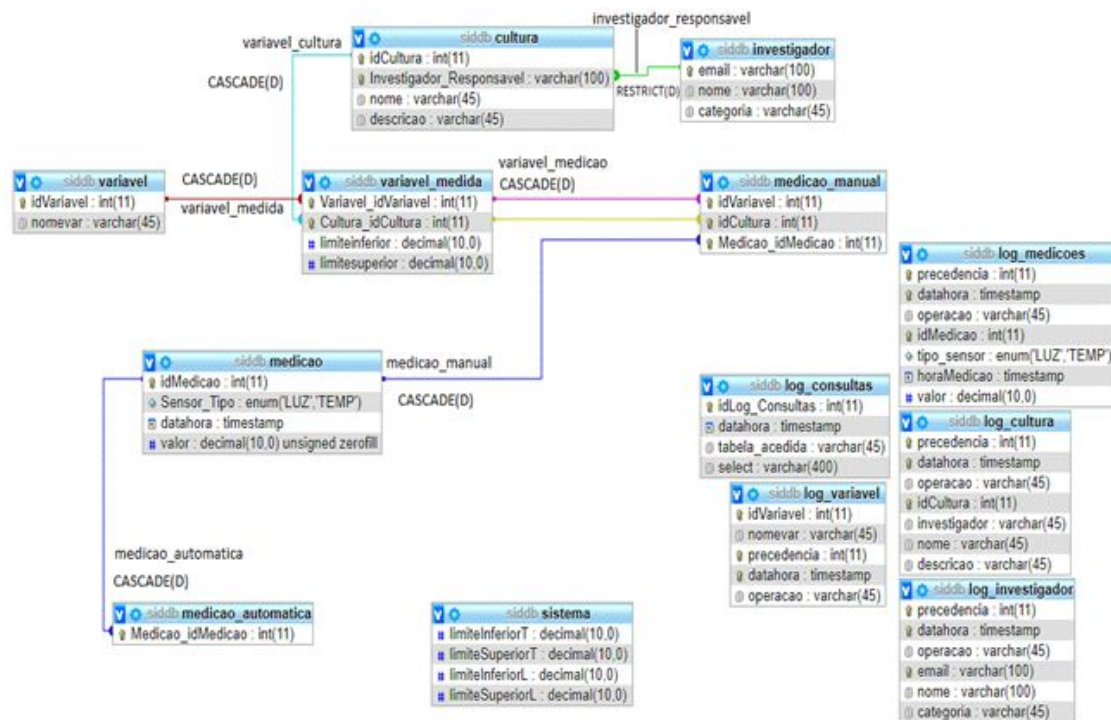 investigador_responsavel
variavel_cultura
CASCADE(D)
siddb cultura
idCultura : int(11)
Investigador_Responsavel : varchar(100)
nome : varchar(45)
descricao : varchar(45)
RESTRICT(D)
siddb investigador
email : varchar(100)
nome : varchar(100)
categoria : varchar(45)
siddb variavel
idVariavel : int(11)
nomevar : varchar(45)
CASCADE(D)
variavel_medida
siddb variavel_medida
Variavel_idVariavel : int(11)
Cultura_idCultura : int(11)
limiteinferior : decimal(10,0)
limitesuperior : decimal(10,0)
variavel_medicao
CASCADE(D)
siddb medicao_manual
idVariavel : int(11)
idCultura : int(11)
Medicao_idMedicao : int(11)
siddb log_medicoes
precedencia : int(11)
datahora : timestamp
operacao : varchar(45)
idMedicao : int(11)
tipo_sensor : enum('LUZ','TEMP')
horaMedicao : timestamp
valor : decimal(10,0)
siddb medicao
idMedicao : int(11)
Sensor_Tipo : enum('LUZ','TEMP')
datahora : timestamp
valor : decimal(10,0) unsigned zerofill
medicao_manual
CASCADE(D)
siddb log_consultas
idLog_Consultas : int(11)
datahora : timestamp
tabela_acedida : varchar(45)
select : varchar(400)
siddb log_cultura
precedencia : int(11)
datahora : timestamp
operacao : varchar(45)
idCultura : int(11)
investigador : varchar(45)
nome : varchar(45)
descricao : varchar(45)
siddb log_variavel
idVariavel : int(11)
nomevar : varchar(45)
precedencia : int(11)
datahora : timestamp
operacao : varchar(45)
medicao_automatica
CASCADE(D)
siddb medicao_automatica
Medicao_idMedicao : int(11)
siddb sistema
limiteInferiorT : decimal(10,0)
limiteSuperiorT : decimal(10,0)
limiteInferiorL : decimal(10,0)
limiteSuperiorL : decimal(10,0)
siddb log_investigador
precedencia : int(11)
datahora : timestamp
operacao : varchar(45)
email : varchar(100)
nome : varchar(100)
categoria : varchar(45)